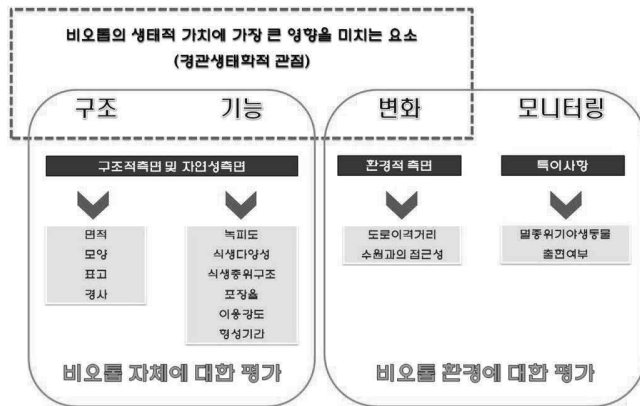 비오톱의 생태적 가치에 가장 큰 영향을 미치는 요소
(경관생태학적 관점)
구조 기능 변화 모니터링
구조적측면 및 자연성측면 환경적 측면 특이사항
면적
모양
표고
경사
녹피도
식생다양성
식생층위구조
포장율
이용강도
형성기간
도로이격거리
수원과의 접근성
멸종위기야생동물
출현여부
비오톱 자체에 대한 평가 비오톱 환경에 대한 평가